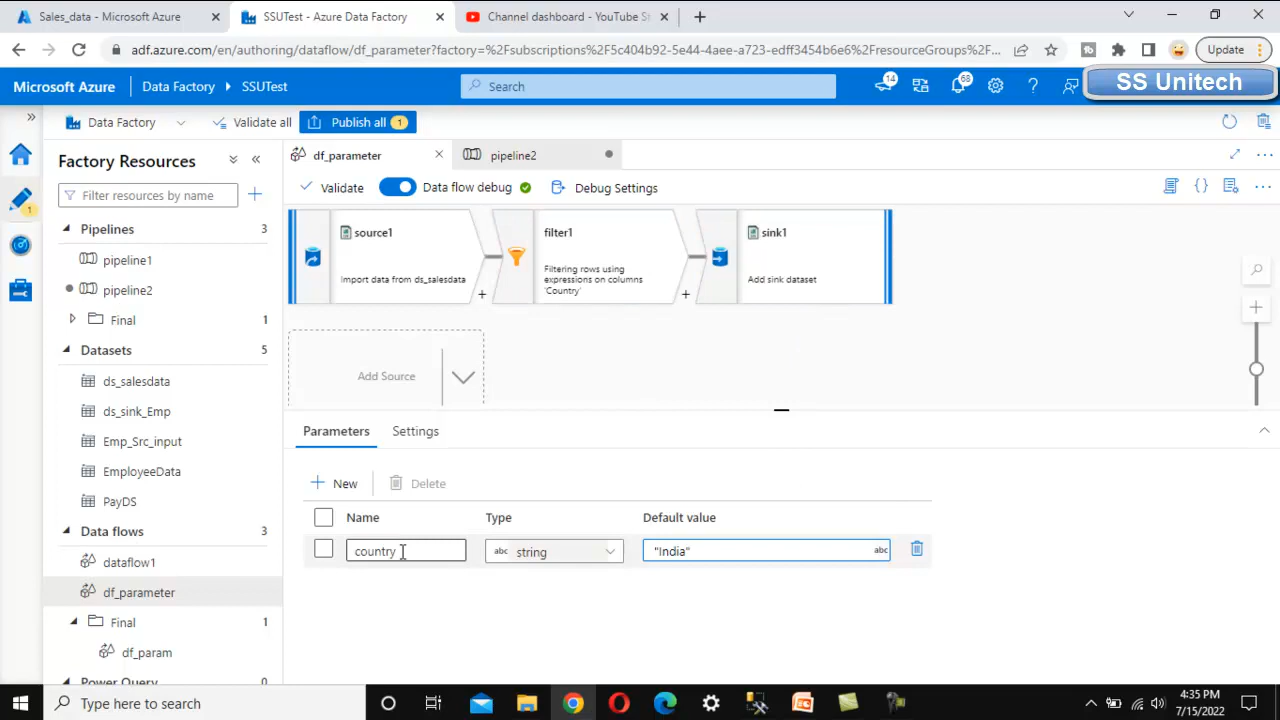 Sales_data - Microsoft Azure
SSUTest - Azure Data Factory
Channel dashboard - YouTube St
adf.azure.com/en/authoring/dataflow/df_parameter?factory=%2Fsubscriptions%2F5c404b92-5e44-4aee-a723-edff3454b6e6%2FresourceGroups%2F...
Update
Microsoft Azure
Data Factory
SSUTest
Search
14
68
SS Unitech
Data Factory
Validate all
Publish all
1
Factory Resources
Filter resources by name
Pipelines
3
pipeline1
pipeline2
Final
1
Datasets
5
ds_salesdata
ds_sink_Emp
Emp_Src_input
EmployeeData
PayDS
Data flows
3
dataflow1
df_parameter
Final
1
df_param
Power Query
1
df_parameter
pipeline2
Validate
Data flow debug
Debug Settings
source1
Import data from ds_salesdata
filter1
Filtering rows using
expressions on columns
'Country'
sink1
Add sink dataset
Add Source
Parameters
Settings
New
Delete
Name
Type
Default value
country
abc
string
"India"
abc
Type here to search
4:35 PM
7/15/2022